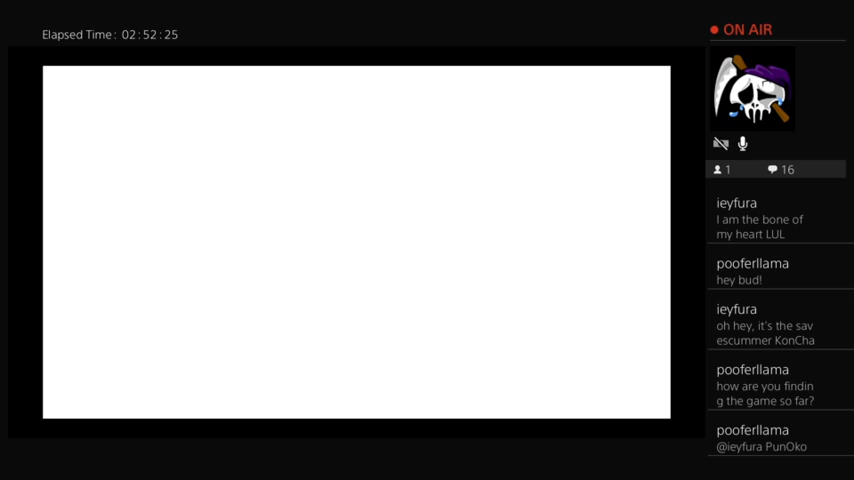 Elapsed Time: 02:52:25
ON AIR
1 16
ieyfura
I am the bone of
my heart LUL
pooferllama
hey bud!
ieyfura
oh hey, it's the sav
escummer KonCha
pooferllama
how are you findin
g the game so far?
pooferllama
@ieyfura PunOko